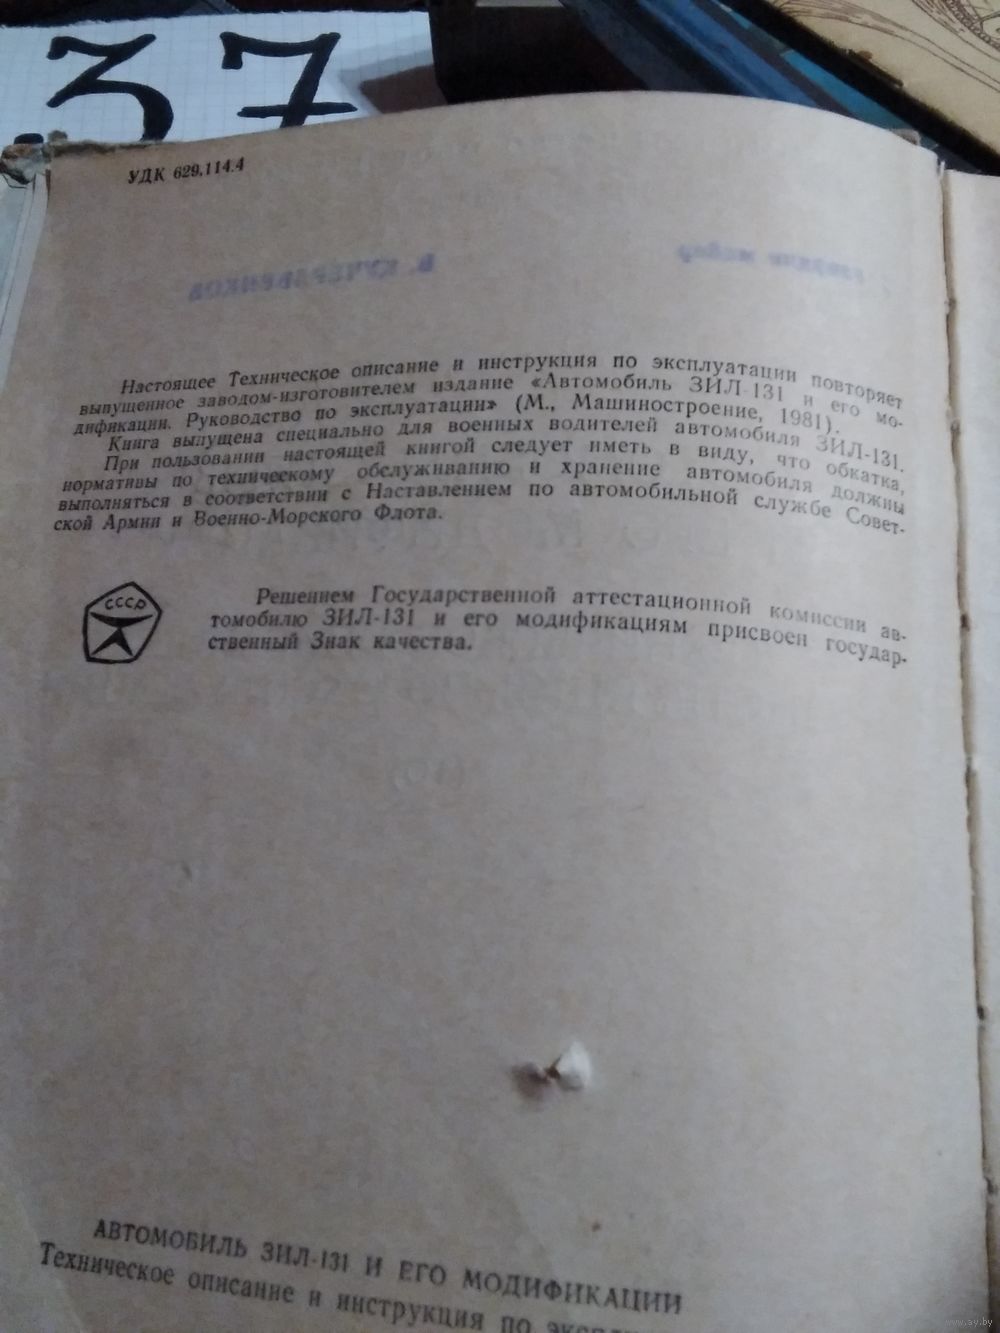 .37
УДК 629.114.4
В. КУЧЕРЯВЕНКОВ
Настоящее Техническое описание и инструкция по эксплуатации повторяет
выпущенное заводом-изготовителем издание «Автомобиль ЗИЛ-131 и его мо-
дификации. Руководство по эксплуатации» (М., Машиностроение, 1981).
Книга выпущена специально для военных водителей автомобиля ЗИЛ-131.
При пользовании настоящей книгой следует иметь в виду, что обкатка,
нормативы по техническому обслуживанию и хранение автомобиля должны
выполняться в соответствии с Наставлением по автомобильной службе Совет-
ской Армии и Военно-Морского Флота.
СССР
Решением Государственной аттестационной комиссии ав-
томобилю ЗИЛ-131 и его модификациям присвоен государ-
ственный Знак качества.
АВТОМОБИЛЬ ЗИЛ-131 И ЕГО МОДИФИКАЦИИ
Техническое описание и инструкция по
www.ay.by